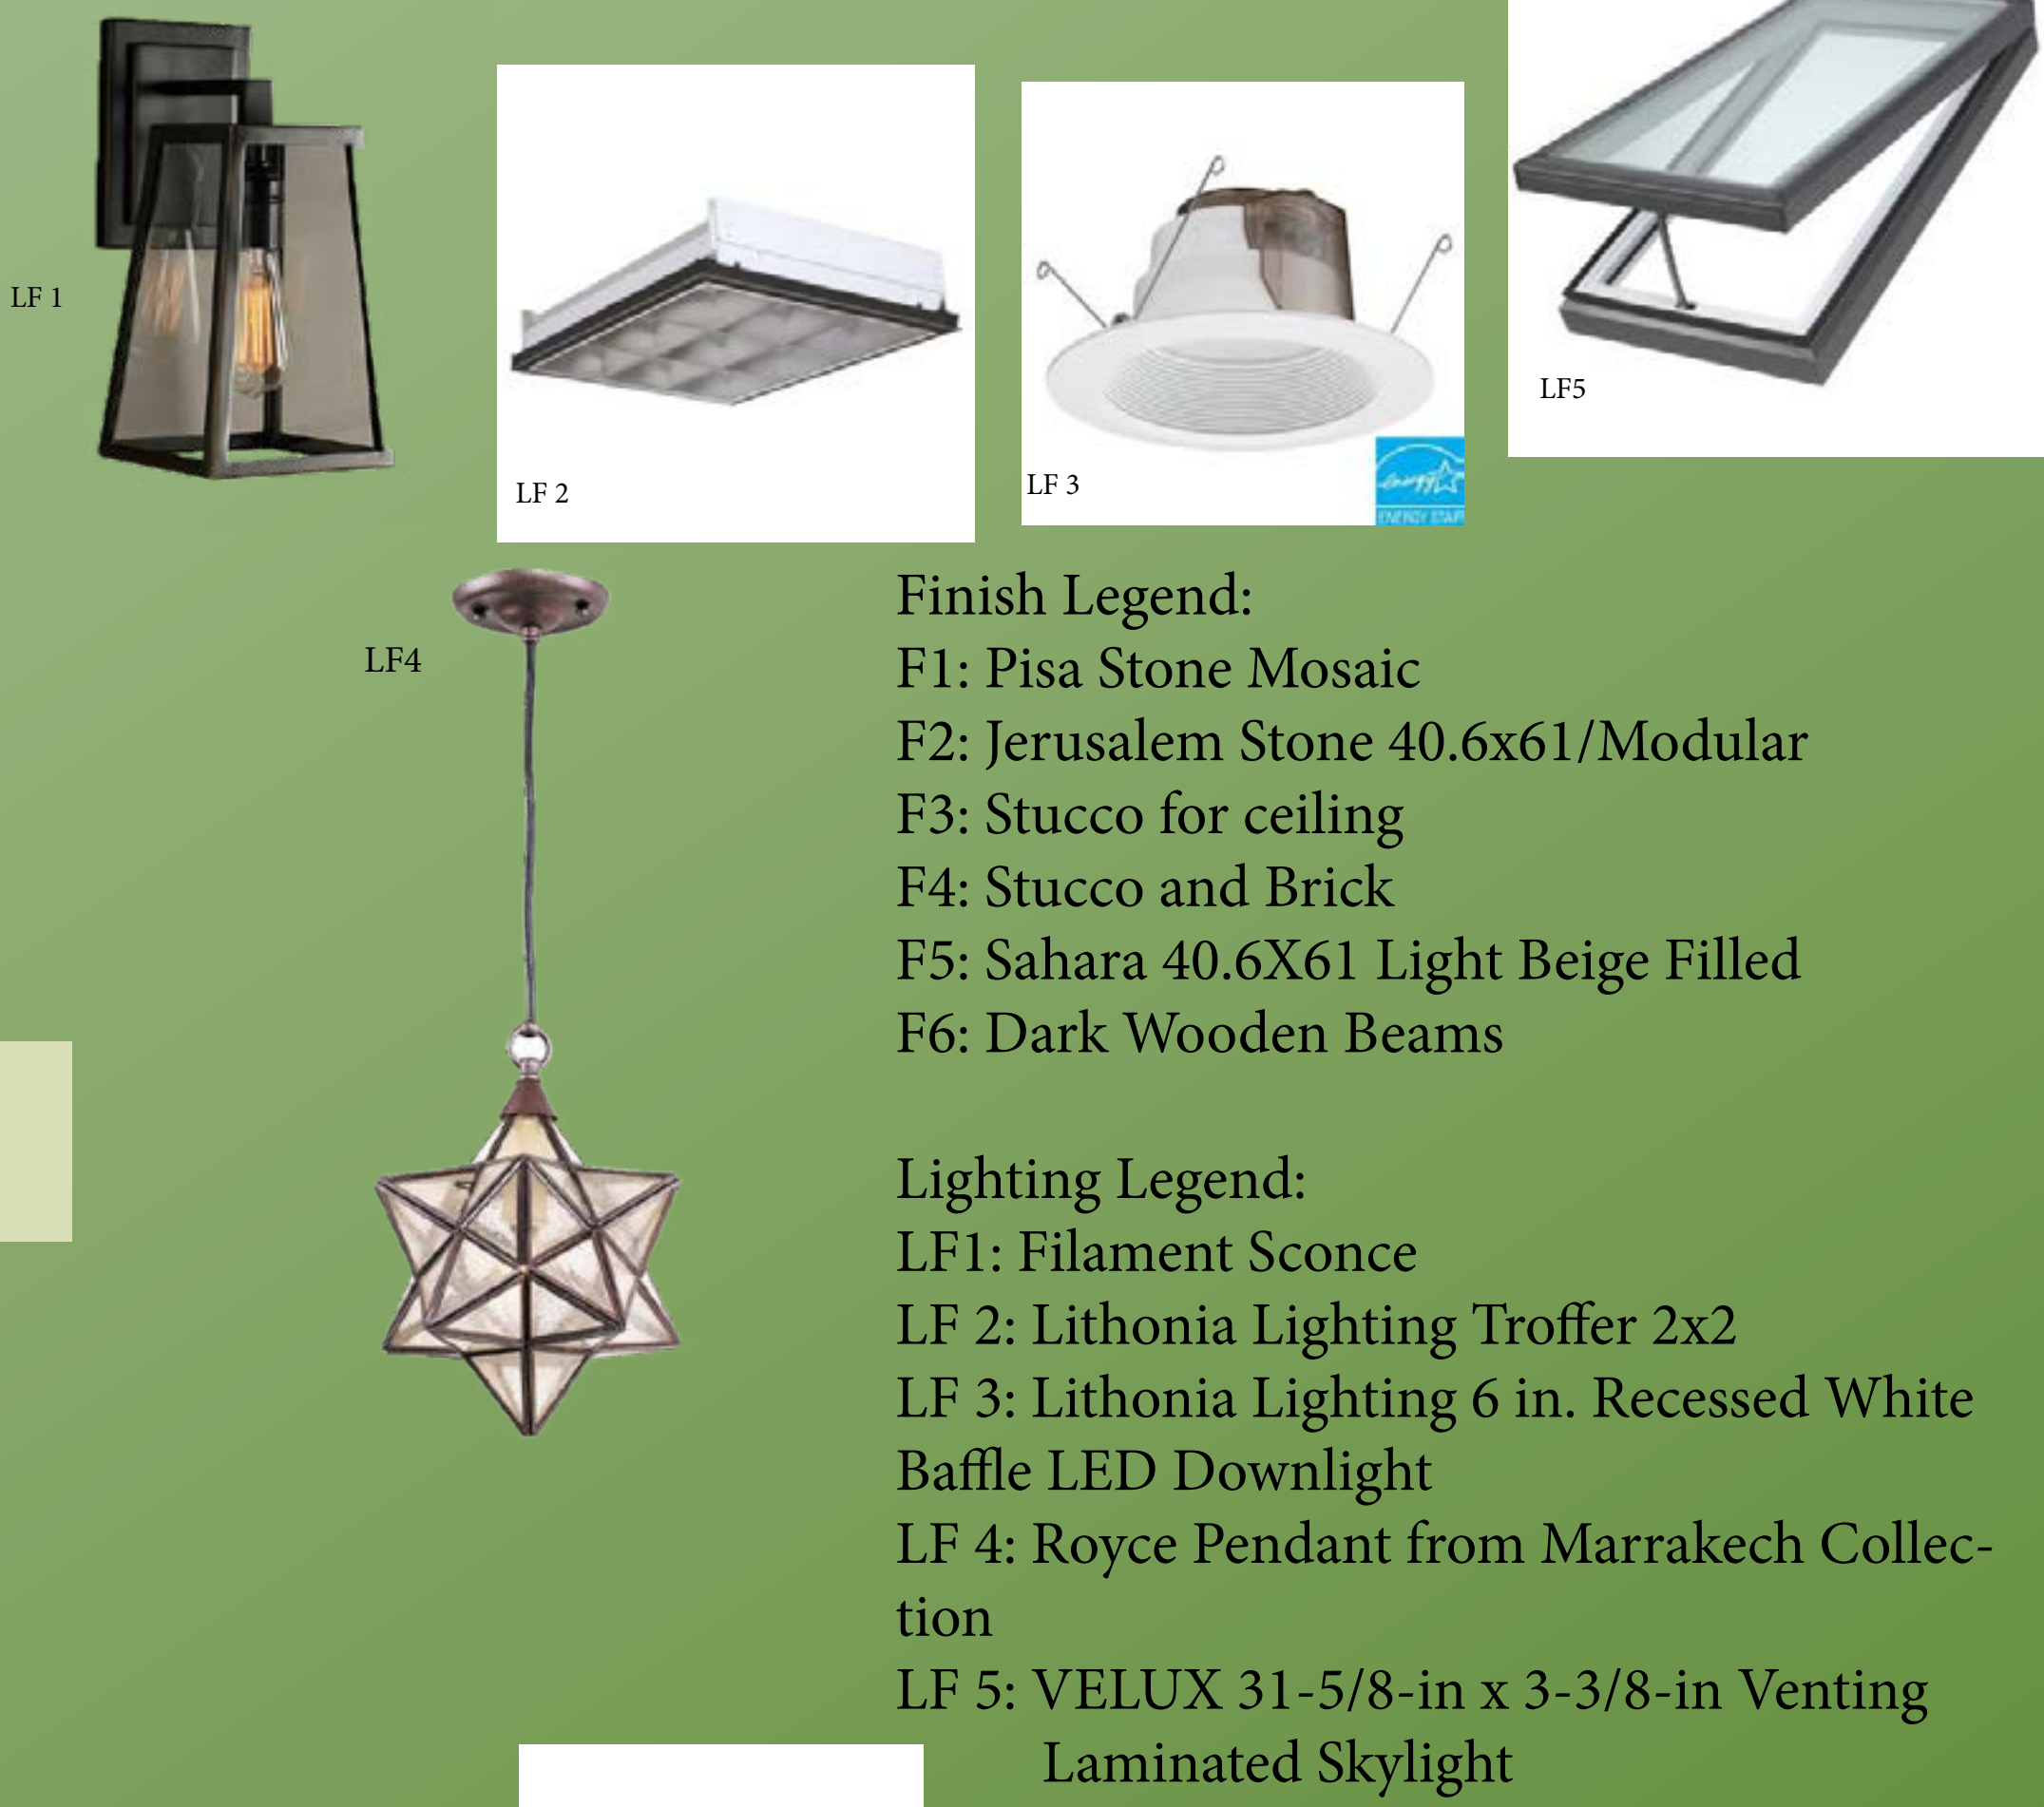 LF 1
LF 2
LF 3
energy
ENERGY STAR
LF5
LF4
Finish Legend:
F1: Pisa Stone Mosaic
F2: Jerusalem Stone 40.6x61/Modular
F3: Stucco for ceiling
F4: Stucco and Brick
F5: Sahara 40.6X61 Light Beige Filled
F6: Dark Wooden Beams
Lighting Legend:
LF1: Filament Sconce
LF 2: Lithonia Lighting Troffer 2x2
LF 3: Lithonia Lighting 6 in. Recessed White
Baffle LED Downlight
LF 4: Royce Pendant from Marrakech Collec-
tion
LF 5: VELUX 31-5/8-in x 3-3/8-in Venting
Laminated Skylight